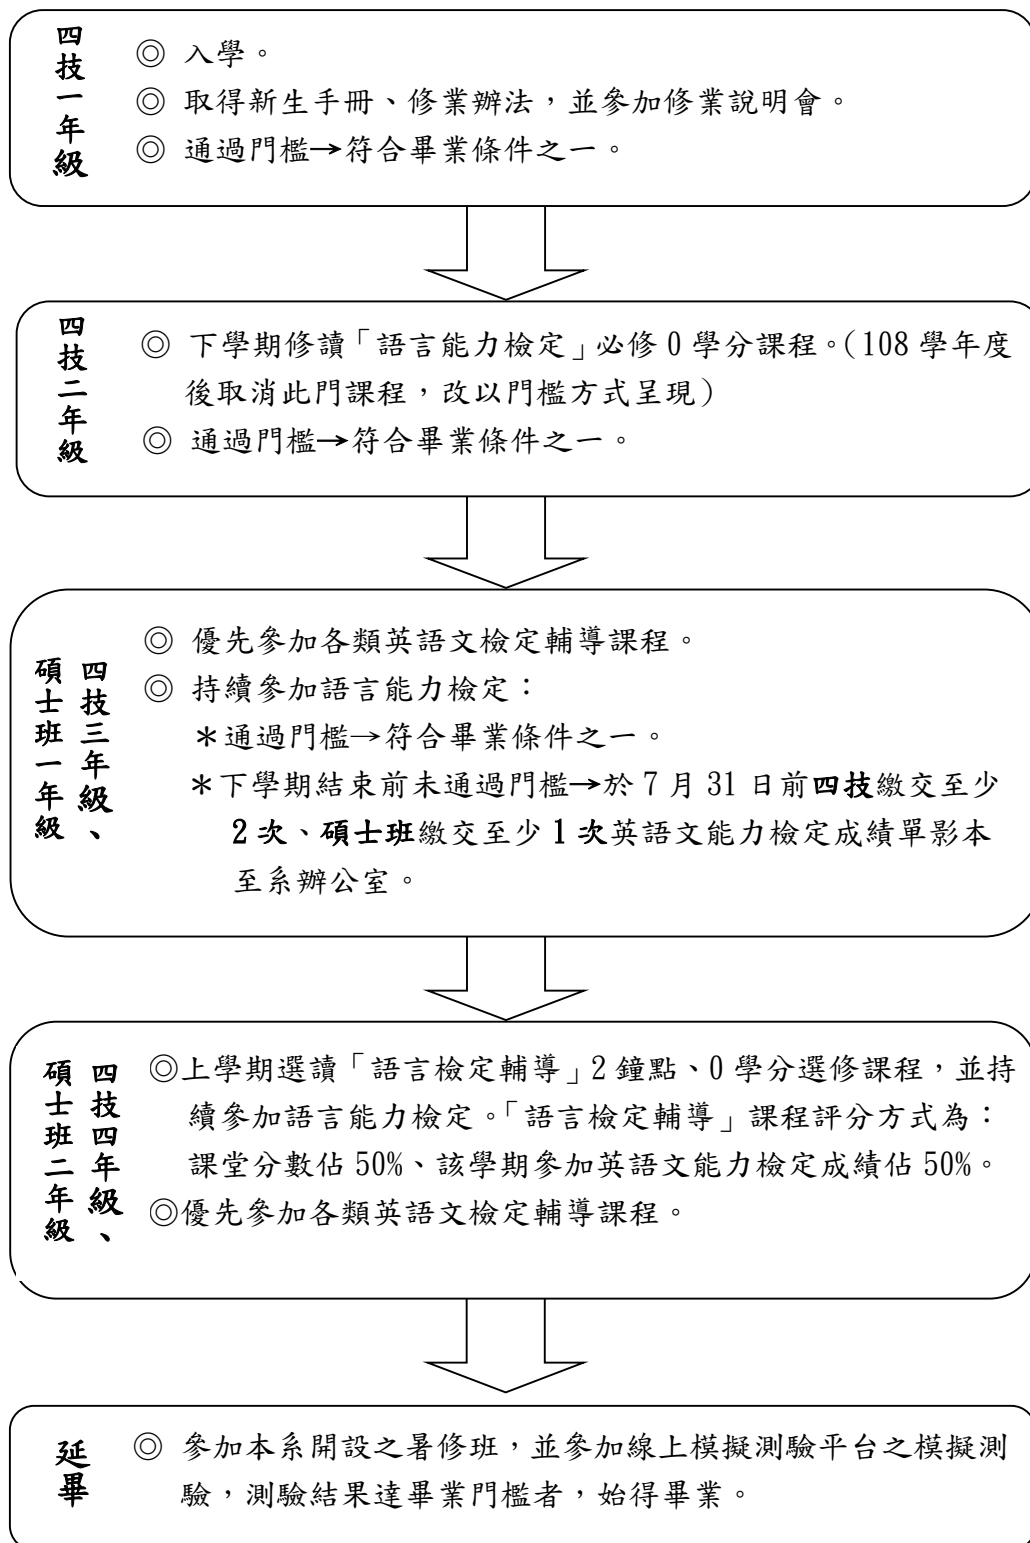 四技一年級
◎ 入學。
◎ 取得新生手冊、修業辦法，並參加修業說明會。
◎ 通過門檻→符合畢業條件之一。
四技二年級
◎ 下學期修讀「語言能力檢定」必修 0 學分課程。(108 學年度
後取消此門課程，改以門檻方式呈現)
◎ 通過門檻→符合畢業條件之一。
四技三年級、
碩士班一年級
◎ 優先參加各類英語文檢定輔導課程。
◎ 持續參加語言能力檢定：
＊通過門檻→符合畢業條件之一。
＊下學期結束前未通過門檻→於 7 月 31 日前四技繳交至少
2 次、碩士班繳交至少 1 次英語文能力檢定成績單影本
至系辦公室。
四技四年級、
碩士班二年級
◎上學期選讀「語言檢定輔導」2 鐘點、0 學分選修課程，並持
續參加語言能力檢定。「語言檢定輔導」課程評分方式為：
課堂分數佔 50%、該學期參加英語文能力檢定成績佔 50%。
◎優先參加各類英語文檢定輔導課程。
延畢
◎ 參加本系開設之暑修班，並參加線上模擬測驗平台之模擬測
驗，測驗結果達畢業門檻者，始得畢業。